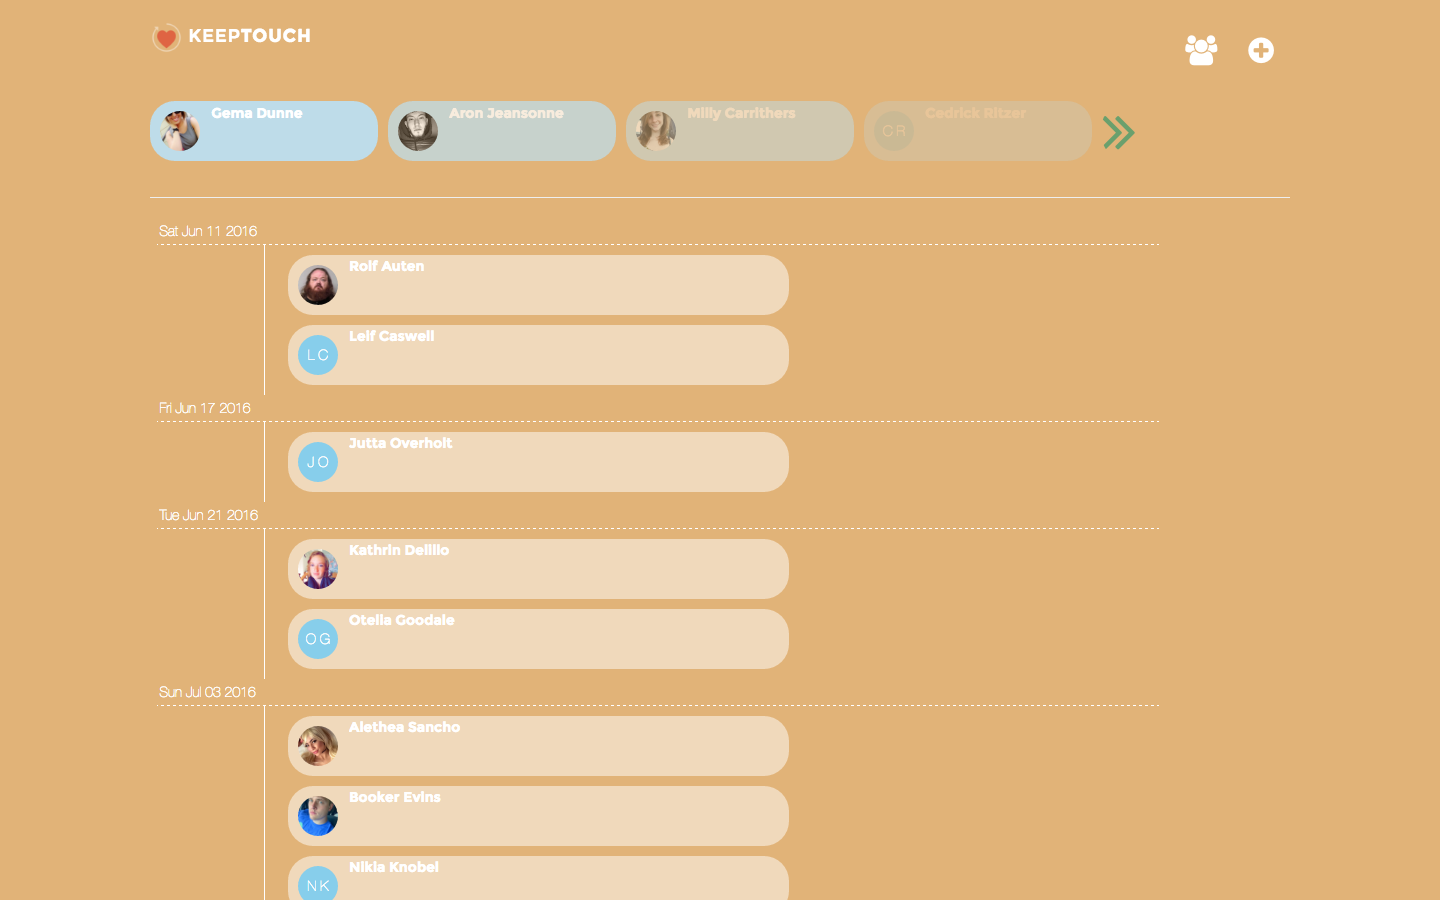 KEEPTOUCH
Gema Dunne
Aron Jeansonne
Milly Carrithers
CR
Cedrick Ritzer
Sat Jun 11 2016
Rolf Auten
LC
Leif Caswell
Fri Jun 17 2016
JO
Jutta Overholt
Tue Jun 21 2016
Kathrin Delillo
OG
Otelia Goodale
Sun Jul 03 2016
Alethea Sancho
Booker Evins
NK
Nikia Knobel